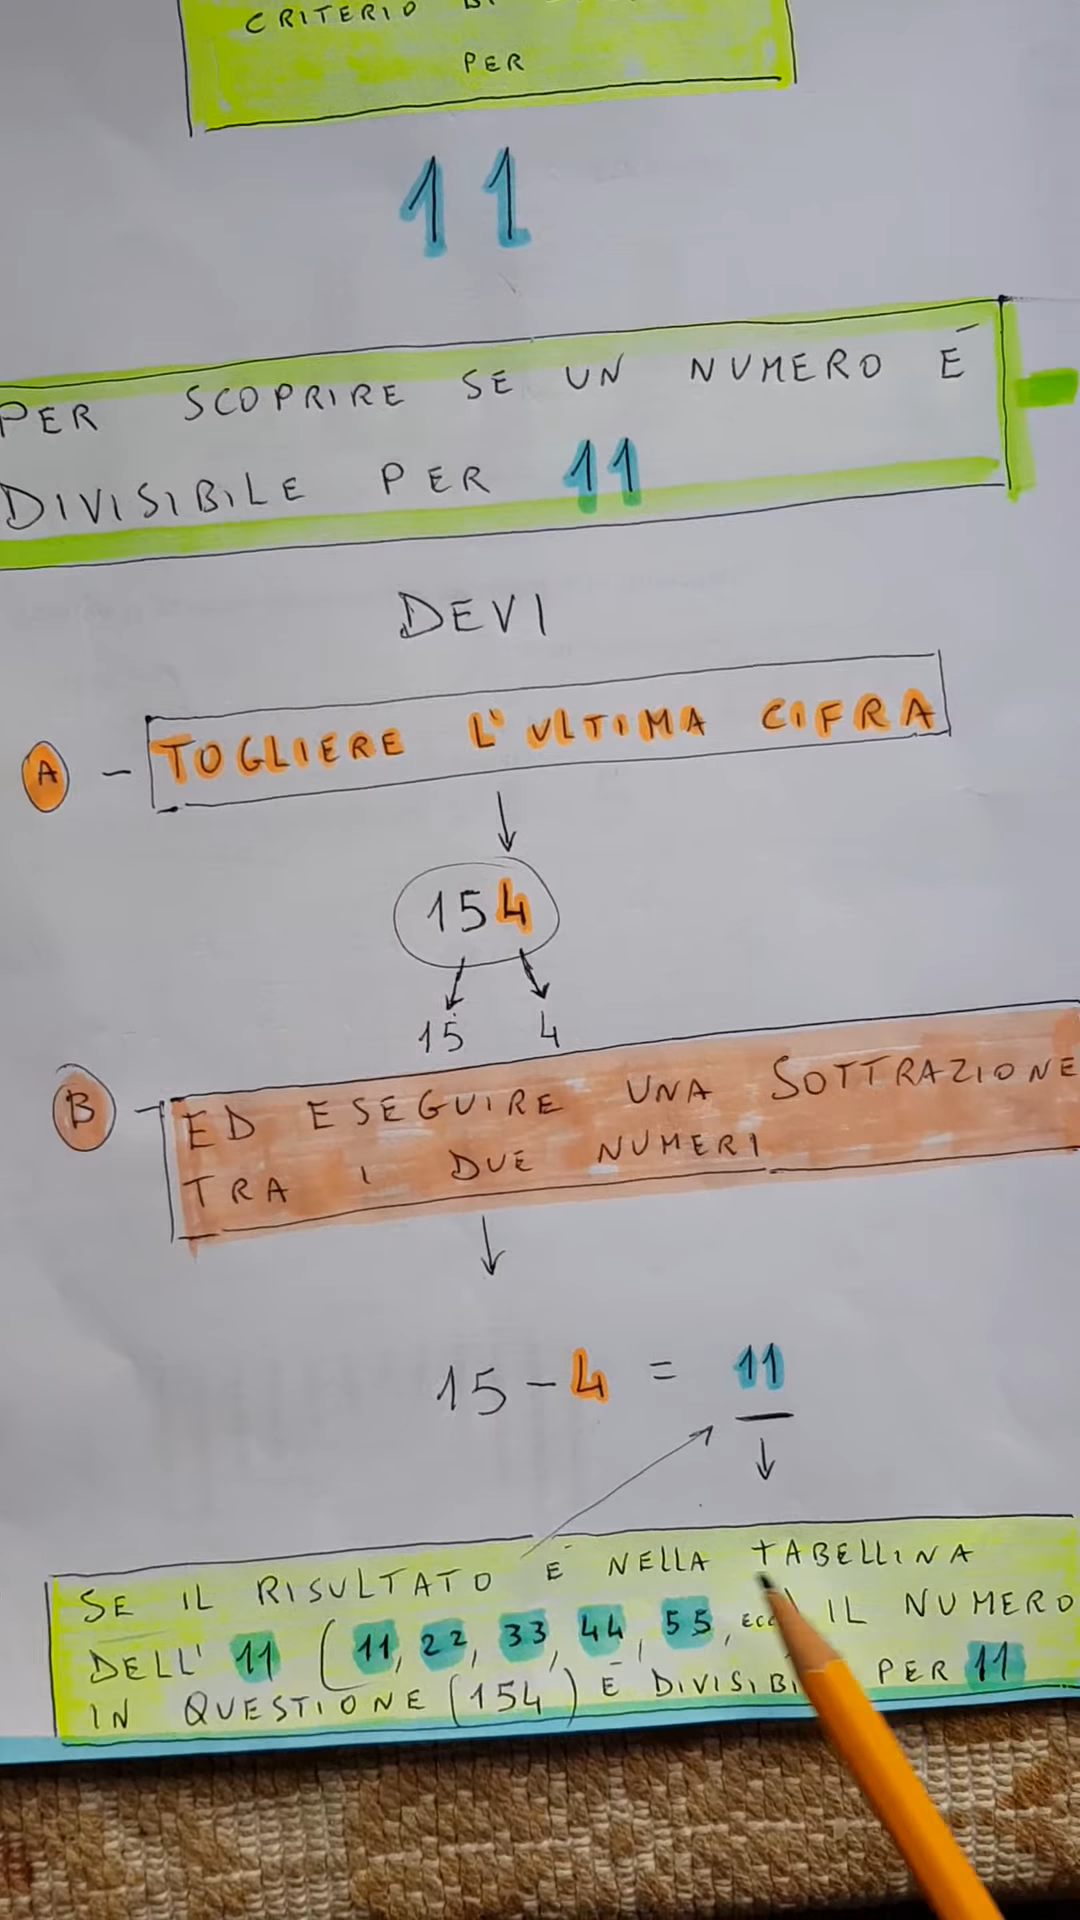 CRITERIO DI
PER
11
PER SCOPRIRE SE UN NUMERO É
DIVISIBILE PER 11
DEVI
A - TOGLIERE L'ULTIMA CIFRA
154
15 4
B - ED ESEGUIRE UNA SOTTRAZIONE
TRA I DUE NUMERI
15 - 4 = 11
SE IL RISULTATO É NELLA TABELLINA
DELL' 11 (11, 22, 33, 44, 55, ecc) IL NUMERO
IN QUESTIONE (154) É PER 11